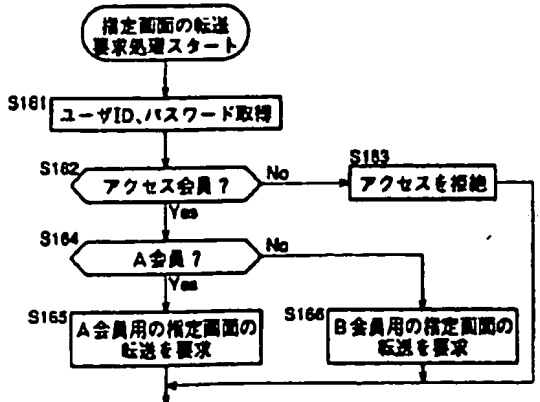 指定画面の転送
要求処理スタート
S161
ユーザID、パスワード取得
S162
アクセス会員?
No
S163
アクセスを拒絶
Yes
S164
A会員?
No
Yes
S165
A会員用の指定画面の
転送を要求
S166
B会員用の指定画面の
転送を要求